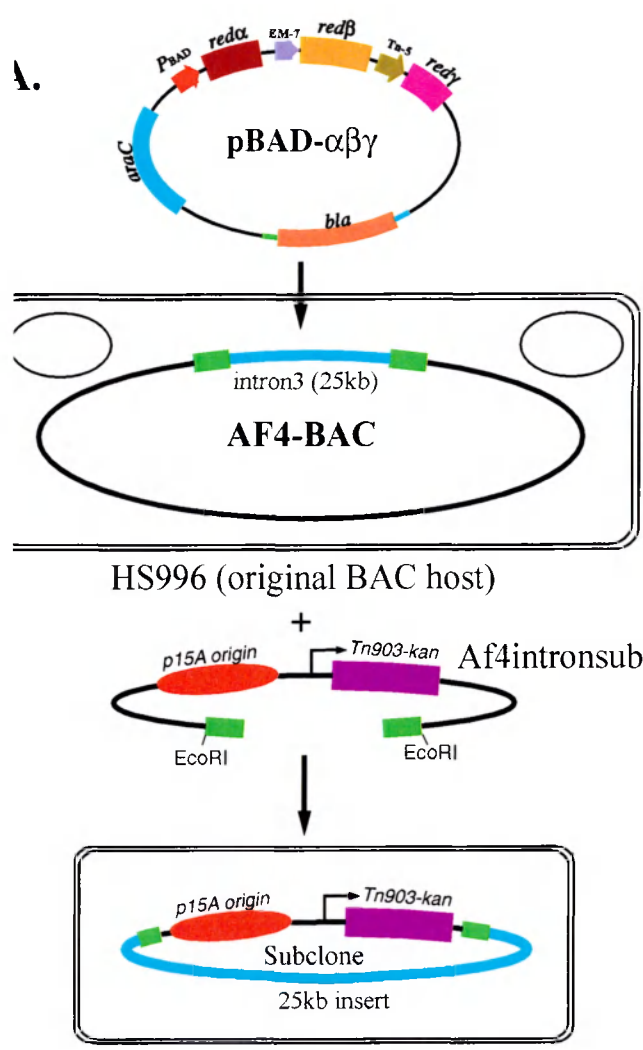 A.
PBAD
redα
EM-7
redβ
Tn-5
redγ
araC
pBAD-αβγ
bla
intron3 (25kb)
AF4-BAC
HS996 (original BAC host)
+
p15A origin
Tn903-kan
Af4intronsub
EcoRI
EcoRI
p15A origin
Tn903-kan
Subclone
25kb insert